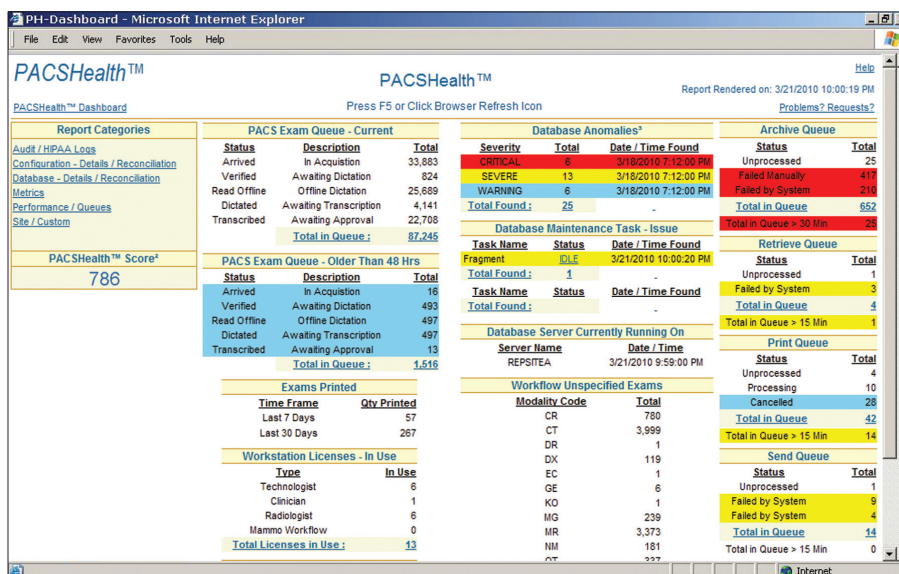 PH-Dashboard - Microsoft Internet Explorer
File Edit View Favorites Tools Help
PACSHealth™
PACSHealth™
Help
Report Rendered on: 3/21/2010 10:00:19 PM
PACSHealth™ Dashboard
Press F5 or Click Browser Refresh Icon
Problems? Requests?
Report Categories
Audit / HIPAA Logs
Configuration - Details / Reconciliation
Database - Details / Reconciliation
Metrics
Performance / Queues
Site / Custom
PACSHealth™ Score²
786
PACS Exam Queue - Current
Status Description Total
Arrived In Acquistion 33,883
Verified Awaiting Dictation 824
Read Offline Offline Dictation 25,689
Dictated Awaiting Transcription 4,141
Transcribed Awaiting Approval 22,708
Total in Queue : 87,245
PACS Exam Queue - Older Than 48 Hrs
Status Description Total
Arrived In Acquisition 16
Verified Awaiting Dictation 493
Read Offline Offline Dictation 497
Dictated Awaiting Transcription 497
Transcribed Awaiting Approval 13
Total in Queue : 1,516
Exams Printed
Time Frame Qty Printed
Last 7 Days 57
Last 30 Days 267
Workstation Licenses - In Use
Type In Use
Technologist 6
Clinician 1
Radiologist 6
Mammo Workflow 0
Total Licenses in Use : 13
Database Anomalies³
Severity Total Date / Time Found
CRITICAL 6 3/18/2010 7:12:00 PM
SEVERE 13 3/18/2010 7:12:00 PM
WARNING 6 3/18/2010 7:12:00 PM
Total Found : 25 -
Database Maintenance Task - Issue
Task Name Status Date / Time Found
Fragment IDLE 3/21/2010 10:00:20 PM
Total Found : 1 -
Task Name Status Date / Time Found
Total Found : -
Database Server Currently Running On
Server Name Date / Time
REPSITEA 3/21/2010 9:59:00 PM
Workflow Unspecified Exams
Modality Code Total
CR 780
CT 3,999
DR 1
DX 119
EC 1
GE 6
KO 1
MG 239
MR 3,373
NM 181
OT 337
Archive Queue
Status Total
Unprocessed 25
Failed Manually 417
Failed by System 210
Total in Queue 652
Total in Queue > 30 Min 25
Retrieve Queue
Status Total
Unprocessed 1
Failed by System 3
Total in Queue 4
Total in Queue > 15 Min 1
Print Queue
Status Total
Unprocessed 4
Processing 10
Cancelled 28
Total in Queue 42
Total in Queue > 15 Min 14
Send Queue
Status Total
Unprocessed 1
Failed by System 9
Failed by System 4
Total in Queue 14
Total in Queue > 15 Min 0
Internet